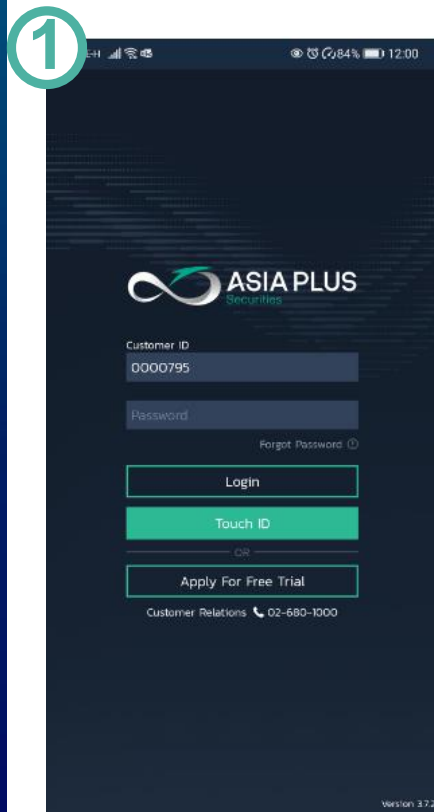 1
84% 12:00
ASIA PLUS
Securities
Customer ID
0000795
Password
Forgot Password
Login
Touch ID
OR
Apply For Free Trial
Customer Relations 02-680-1000
Version 3.7.2